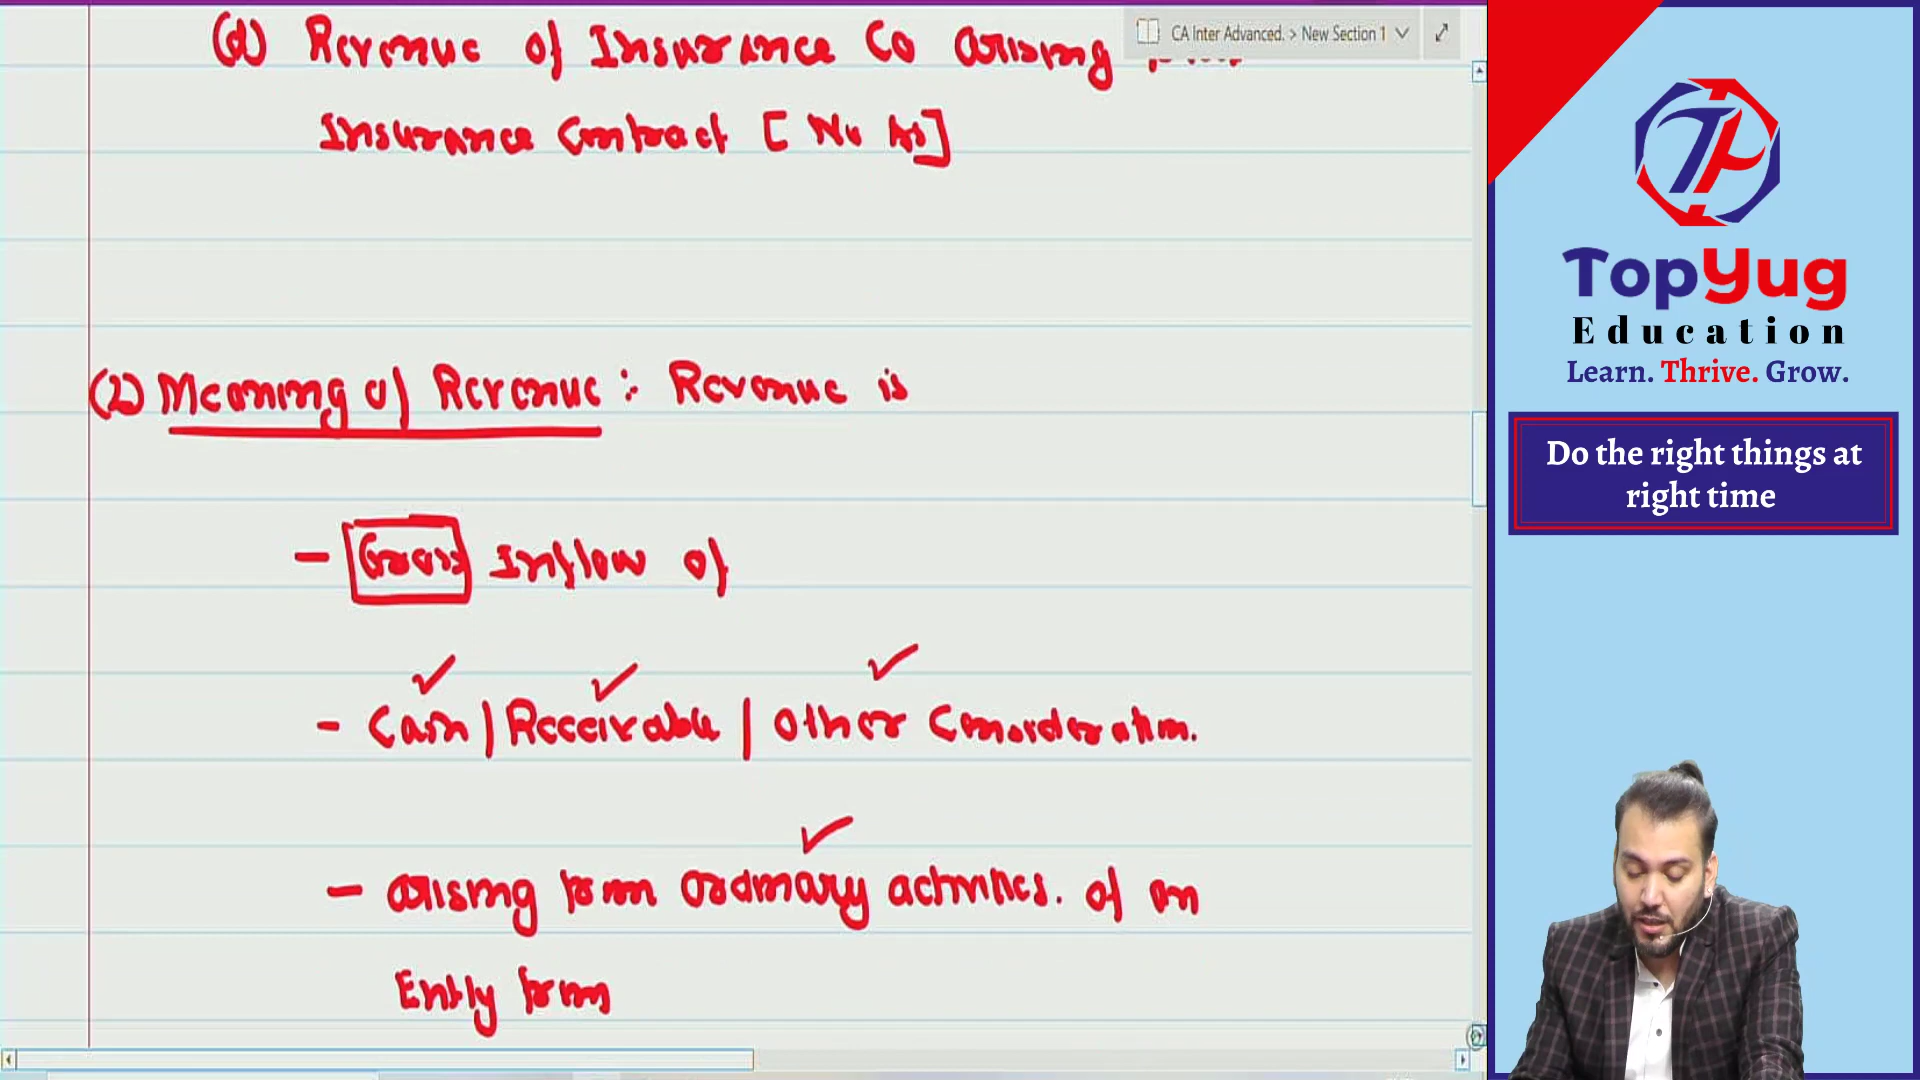 (d) Revenue of Insurance Co arising from
CA Inter Advanced. > New Section 1
Insurance Contract [ No AS]
(2) Meaning of Revenue : Revenue is
- Gross Inflow of
- Cash | Receivable | Other Consideration.
- arising from ordinary activities. of an
Entity from
TopYug
Education
Learn. Thrive. Grow.
Do the right things at
right time